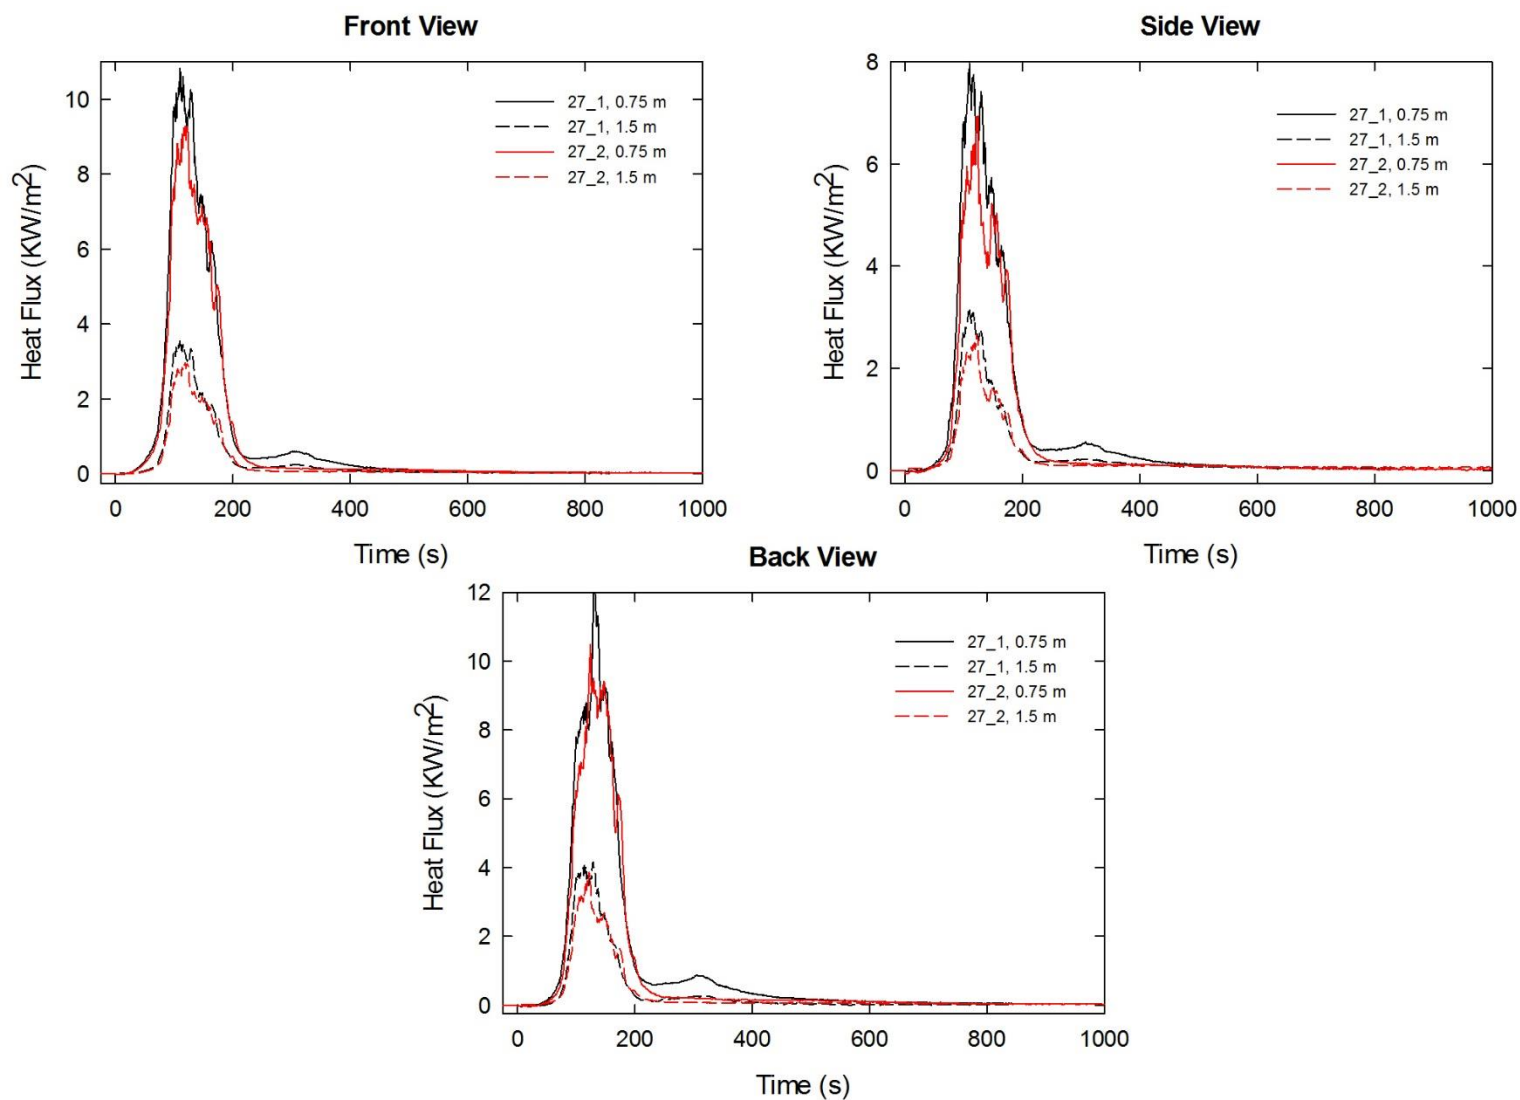 Front View
Heat Flux (KW/m²)
10
8
6
4
2
0
27_1, 0.75 m
27_1, 1.5 m
27_2, 0.75 m
27_2, 1.5 m
0 200 400 600 800 1000
Time (s)
Side View
Heat Flux (KW/m²)
8
6
4
2
0
27_1, 0.75 m
27_1, 1.5 m
27_2, 0.75 m
27_2, 1.5 m
0 200 400 600 800 1000
Time (s)
Back View
Heat Flux (KW/m²)
12
10
8
6
4
2
0
27_1, 0.75 m
27_1, 1.5 m
27_2, 0.75 m
27_2, 1.5 m
0 200 400 600 800 1000
Time (s)